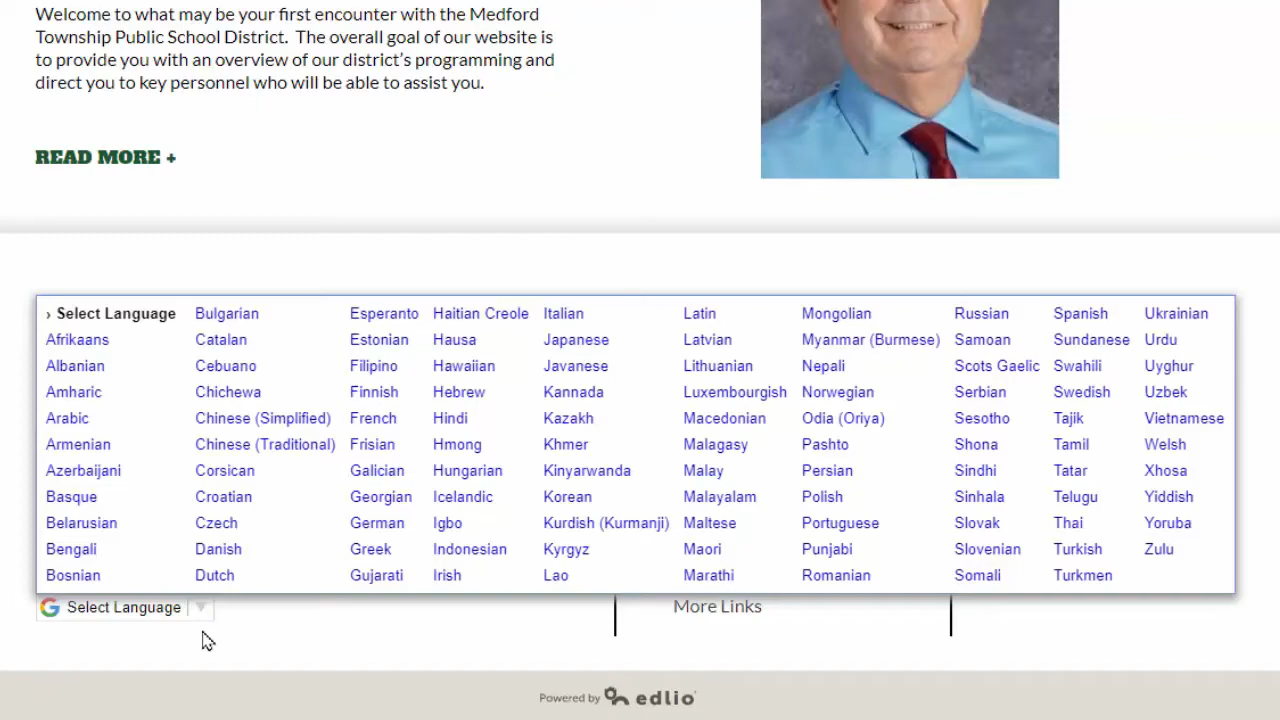 Welcome to what may be your first encounter with the Medford
Township Public School District. The overall goal of our website is
to provide you with an overview of our district's programming and
direct you to key personnel who will be able to assist you.
READ MORE +
› Select Language Bulgarian Esperanto Haitian Creole Italian Latin Mongolian Russian Spanish Ukrainian
Afrikaans Catalan Estonian Hausa Japanese Latvian Myanmar (Burmese) Samoan Sundanese Urdu
Albanian Cebuano Filipino Hawaiian Javanese Lithuanian Nepali Scots Gaelic Swahili Uyghur
Amharic Chichewa Finnish Hebrew Kannada Luxembourgish Norwegian Serbian Swedish Uzbek
Arabic Chinese (Simplified) French Hindi Kazakh Macedonian Odia (Oriya) Sesotho Tajik Vietnamese
Armenian Chinese (Traditional) Frisian Hmong Khmer Malagasy Pashto Shona Tamil Welsh
Azerbaijani Corsican Galician Hungarian Kinyarwanda Malay Persian Sindhi Tatar Xhosa
Basque Croatian Georgian Icelandic Korean Malayalam Polish Sinhala Telugu Yiddish
Belarusian Czech German Igbo Kurdish (Kurmanji) Maltese Portuguese Slovak Thai Yoruba
Bengali Danish Greek Indonesian Kyrgyz Maori Punjabi Slovenian Turkish Zulu
Bosnian Dutch Gujarati Irish Lao Marathi Romanian Somali Turkmen
Select Language ▼ More Links
Powered by edlio